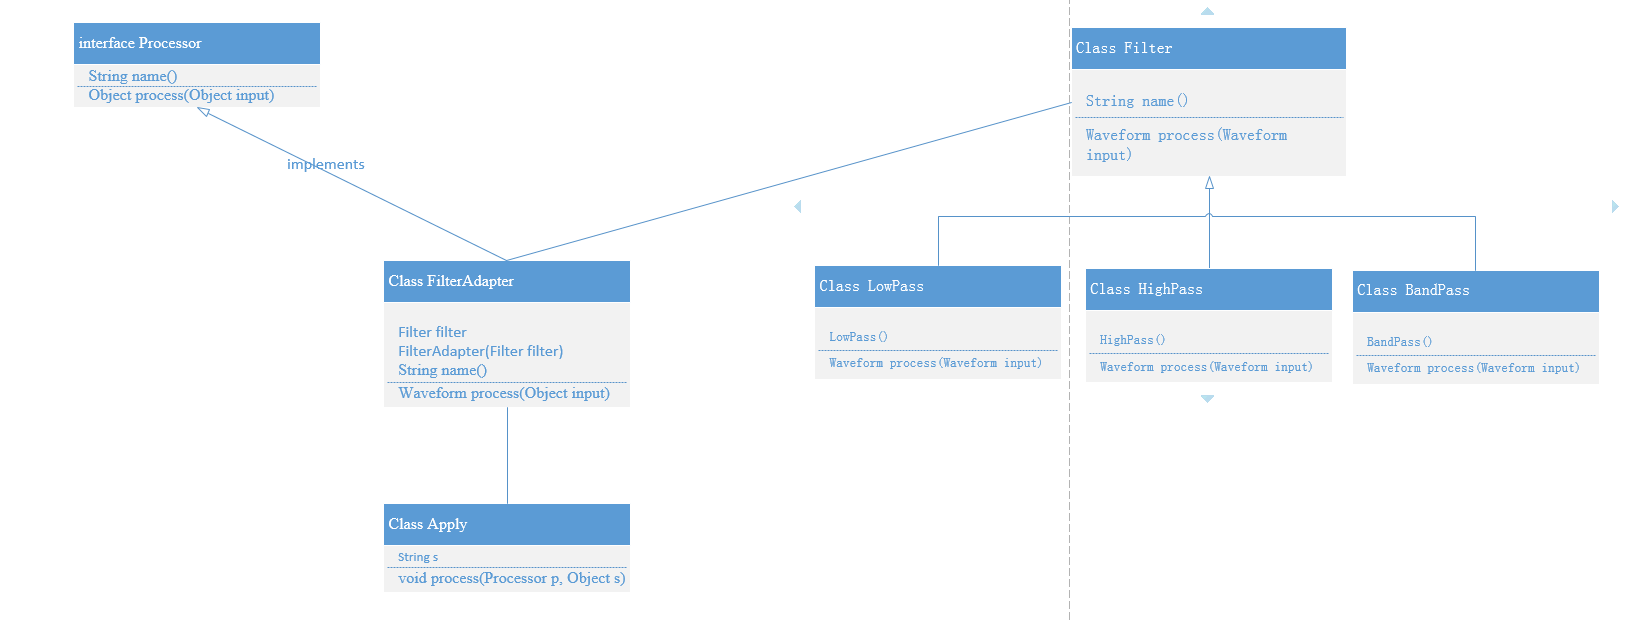 interface Processor
String name()
Object process(Object input)
implements
Class Filter
String name()
Waveform process(Waveform
input)
Class FilterAdapter
Filter filter
FilterAdapter(Filter filter)
String name()
Waveform process(Object input)
Class LowPass
LowPass()
Waveform process(Waveform input)
Class HighPass
HighPass()
Waveform process(Waveform input)
Class BandPass
BandPass()
Waveform process(Waveform input)
Class Apply
String s
void process(Processor p, Object s)